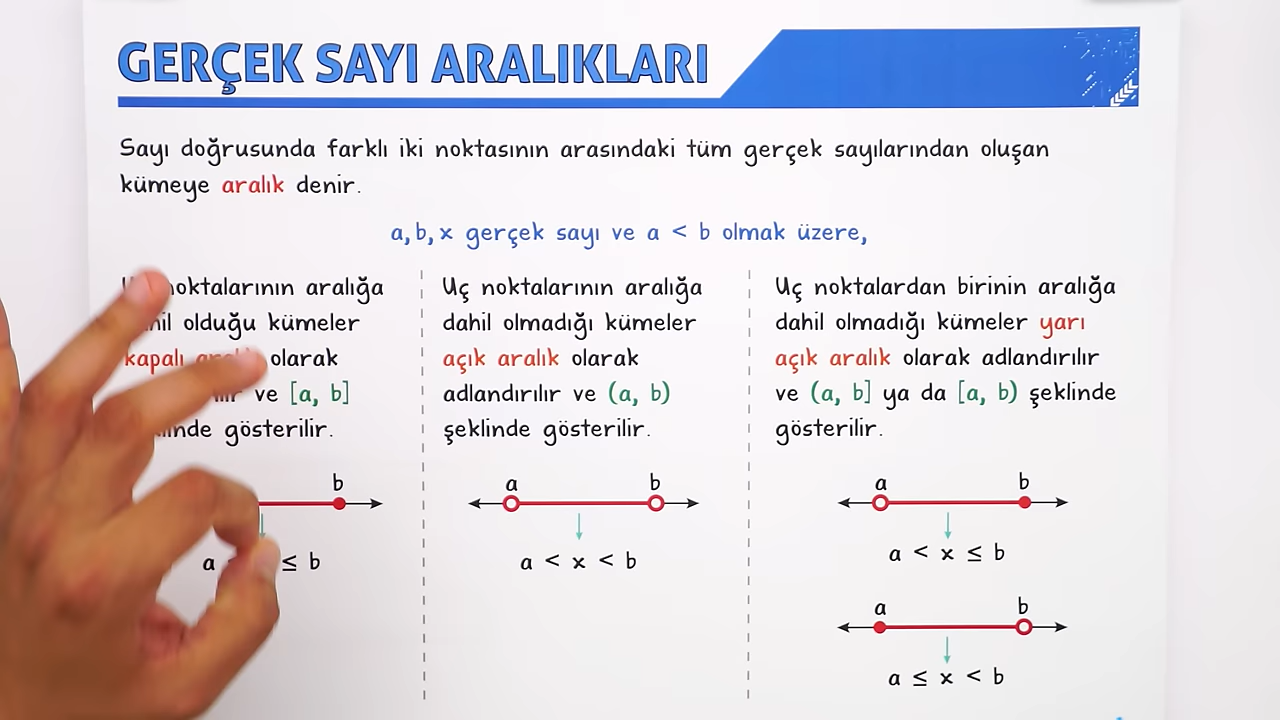 GERÇEK SAYI ARALIKLARI
Sayı doğrusunda farklı iki noktasının arasındaki tüm gerçek sayılarından oluşan
kümeye aralık denir.
a, b, x gerçek sayı ve a < b olmak üzere,
noktalarının aralığa
olduğu kümeler
kapalı olarak
ve [a, b]
gösterilir.
b
a ≤ b
Uç noktalarının aralığa
dahil olmadığı kümeler
açık aralık olarak
adlandırılır ve (a, b)
şeklinde gösterilir.
a b
a < x < b
Uç noktalardan birinin aralığa
dahil olmadığı kümeler yarı
açık aralık olarak adlandırılır
ve (a, b] ya da [a, b) şeklinde
gösterilir.
a b
a < x ≤ b
a b
a ≤ x < b